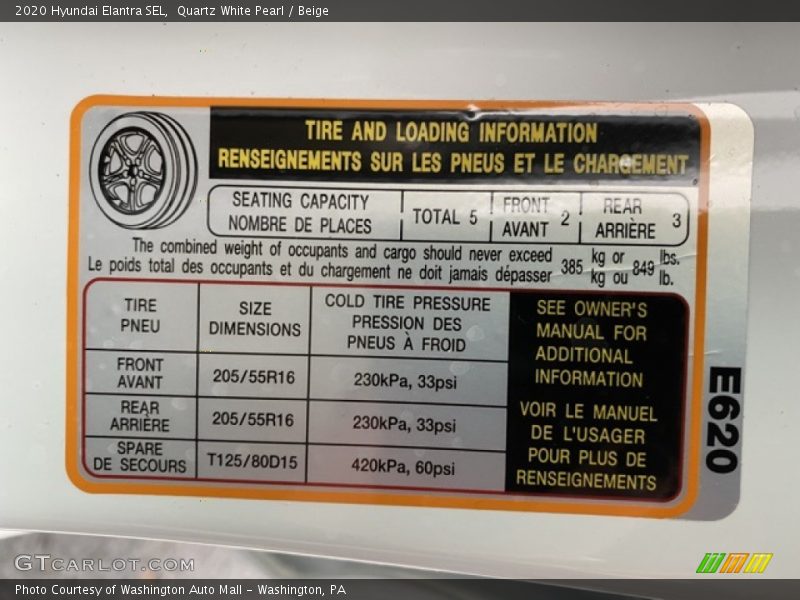 2020 Hyundai Elantra SEL, Quartz White Pearl / Beige
TIRE AND LOADING INFORMATION
RENSEIGNEMENTS SUR LES PNEUS ET LE CHARGEMENT
SEATING CAPACITY
NOMBRE DE PLACES
TOTAL 5
FRONT
AVANT
2
REAR
ARRIÈRE
3
The combined weight of occupants and cargo should never exceed
Le poids total des occupants et du chargement ne doit jamais dépasser
385
kg or
kg ou
849
lbs.
lb.
TIRE
PNEU
SIZE
DIMENSIONS
COLD TIRE PRESSURE
PRESSION DES
PNEUS À FROID
FRONT
AVANT
205/55R16
230kPa, 33psi
REAR
ARRIÈRE
205/55R16
230kPa, 33psi
SPARE
DE SECOURS
T125/80D15
420kPa, 60psi
SEE OWNER'S
MANUAL FOR
ADDITIONAL
INFORMATION
VOIR LE MANUEL
DE L'USAGER
POUR PLUS DE
RENSEIGNEMENTS
E620
GTCARLOT.COM
Photo Courtesy of Washington Auto Mall - Washington, PA